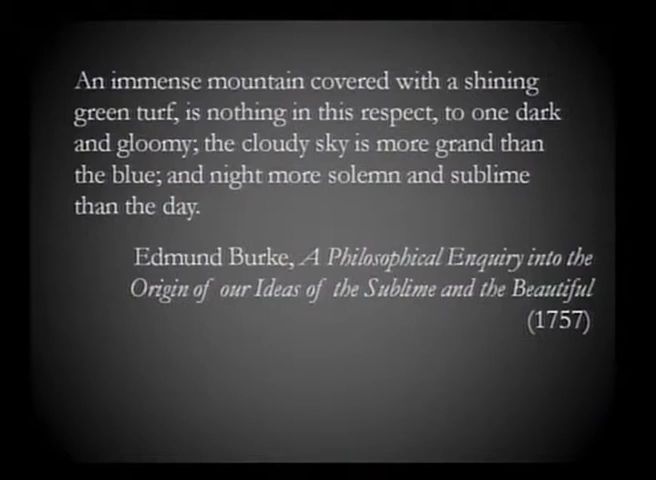 An immense mountain covered with a shining
green turf, is nothing in this respect, to one dark
and gloomy; the cloudy sky is more grand than
the blue; and night more solemn and sublime
than the day.
Edmund Burke, A Philosophical Enquiry into the
Origin of our Ideas of the Sublime and the Beautiful
(1757)